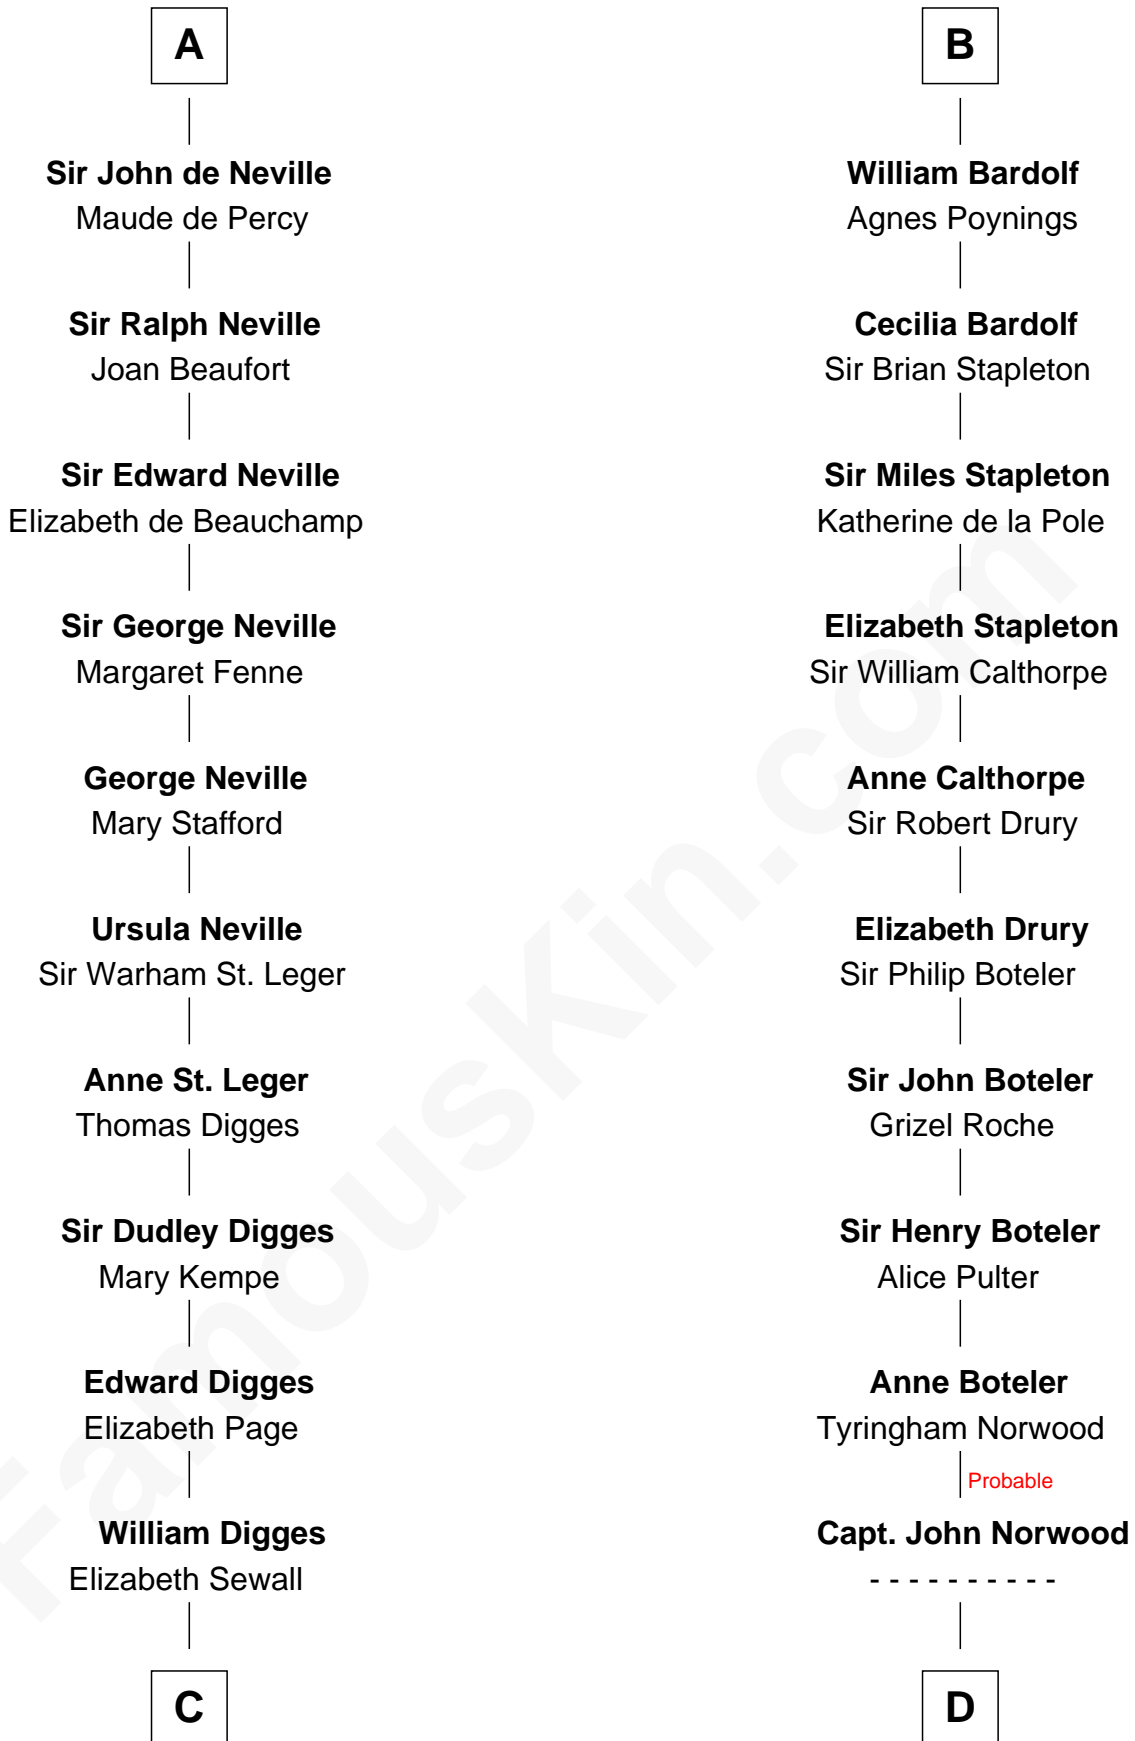 A
Sir John de Neville
Maude de Percy
Sir Ralph Neville
Joan Beaufort
Sir Edward Neville
Elizabeth de Beauchamp
Sir George Neville
Margaret Fenne
George Neville
Mary Stafford
Ursula Neville
Sir Warham St. Leger
Anne St. Leger
Thomas Digges
Sir Dudley Digges
Mary Kempe
Edward Digges
Elizabeth Page
William Digges
Elizabeth Sewall
C
B
William Bardolf
Agnes Poynings
Cecilia Bardolf
Sir Brian Stapleton
Sir Miles Stapleton
Katherine de la Pole
Elizabeth Stapleton
Sir William Calthorpe
Anne Calthorpe
Sir Robert Drury
Elizabeth Drury
Sir Philip Boteler
Sir John Boteler
Grizel Roche
Sir Henry Boteler
Alice Pulter
Anne Boteler
Tyringham Norwood
Probable
Capt. John Norwood
- - - - - - - - - -
D
FamousKin.com